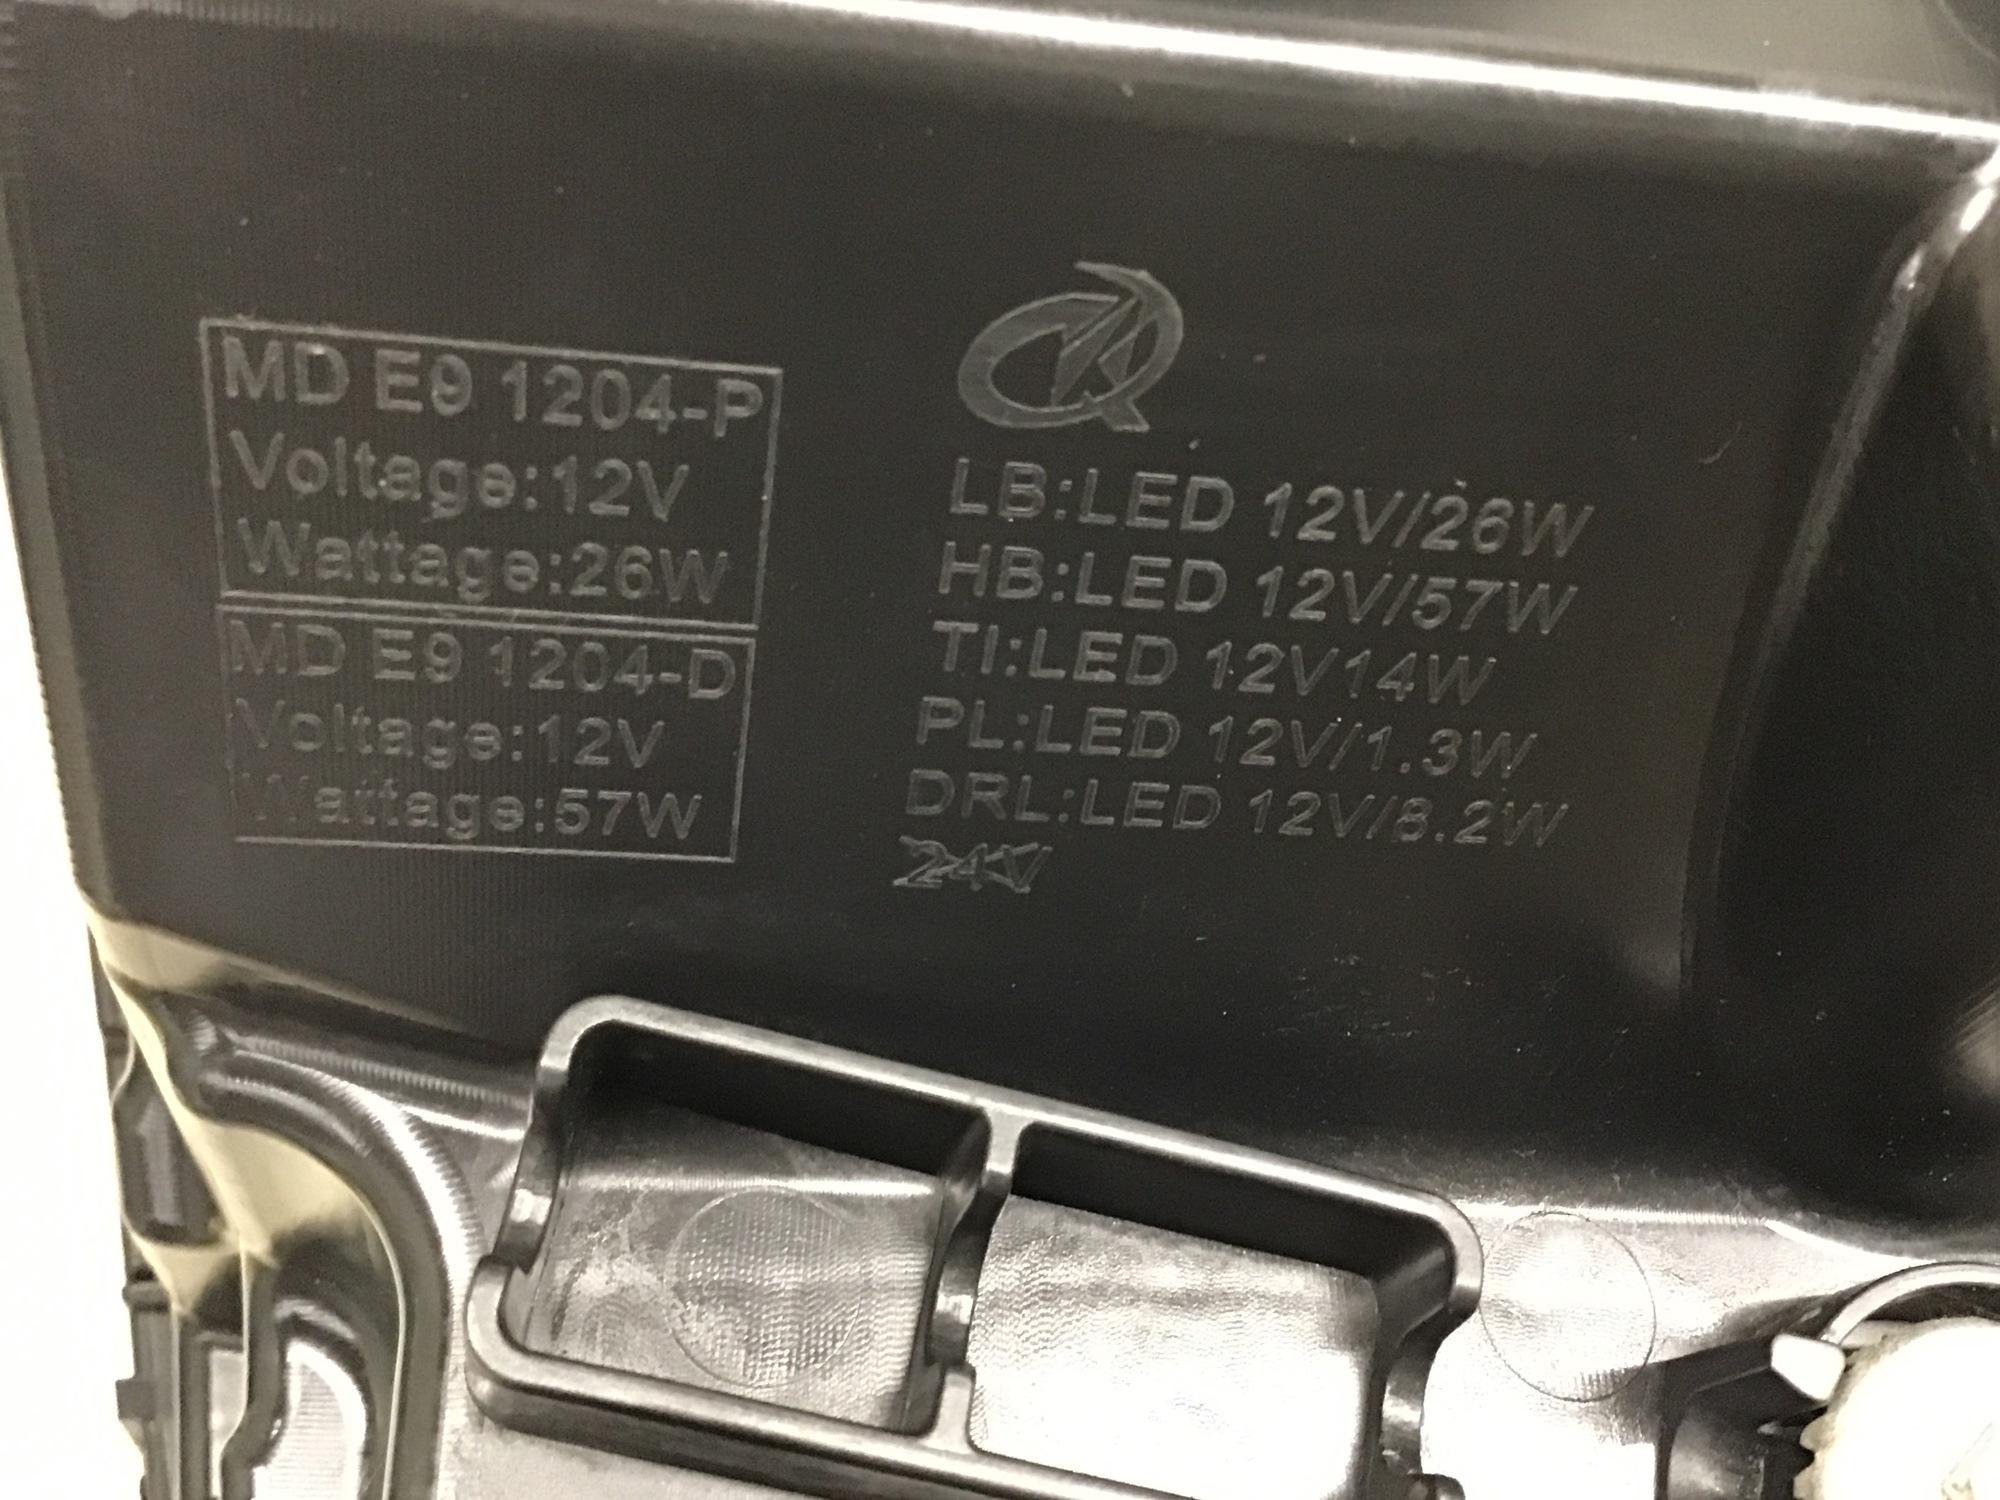 MD E9 1204-P
Voltage:12V
Wattage:26W
MD E9 1204-D
Voltage:12V
Wattage:57W
LB:LED 12V/26W
HB:LED 12V/57W
TI:LED 12V14W
PL:LED 12V/1.3W
DRL:LED 12V/8.2W
24V